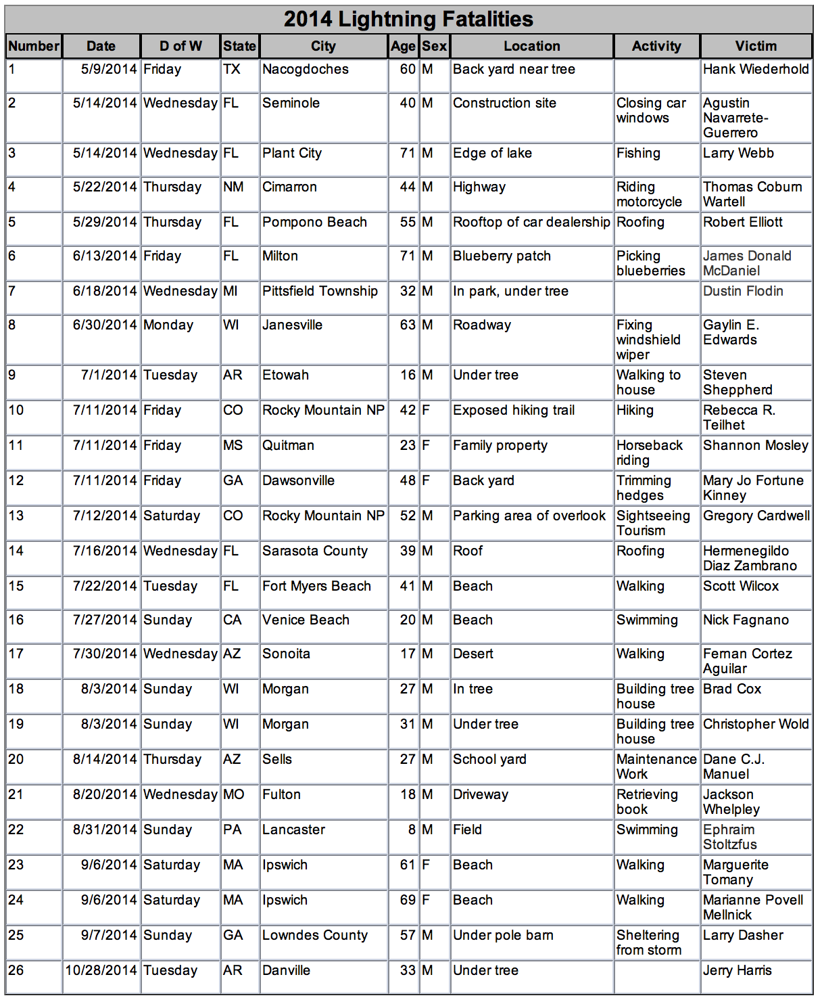 2014 Lightning Fatalities
Number Date D of W State City Age Sex Location Activity Victim
1 5/9/2014 Friday TX Nacogdoches 60 M Back yard near tree Hank Wiederhold
2 5/14/2014 Wednesday FL Seminole 40 M Construction site Closing car Agustin
windows Navarrete-
Guerrero
3 5/14/2014 Wednesday FL Plant City 71 M Edge of lake Fishing Larry Webb
4 5/22/2014 Thursday NM Cimarron 44 M Highway Riding Thomas Coburn
motorcycle Wartell
5 5/29/2014 Thursday FL Pompono Beach 55 M Rooftop of car dealership Roofing Robert Elliott
6 6/13/2014 Friday FL Milton 71 M Blueberry patch Picking James Donald
blueberries McDaniel
7 6/18/2014 Wednesday MI Pittsfield Township 32 M In park, under tree Dustin Flodin
8 6/30/2014 Monday WI Janesville 63 M Roadway Fixing Gaylin E.
windshield Edwards
wiper
9 7/1/2014 Tuesday AR Etowah 16 M Under tree Walking to Steven
house Sheppherd
10 7/11/2014 Friday CO Rocky Mountain NP 42 F Exposed hiking trail Hiking Rebecca R.
Teilhet
11 7/11/2014 Friday MS Quitman 23 F Family property Horseback Shannon Mosley
riding
12 7/11/2014 Friday GA Dawsonville 48 F Back yard Trimming Mary Jo Fortune
hedges Kinney
13 7/12/2014 Saturday CO Rocky Mountain NP 52 M Parking area of overlook Sightseeing Gregory Cardwell
Tourism
14 7/16/2014 Wednesday FL Sarasota County 39 M Roof Roofing Hermenegildo
Diaz Zambrano
15 7/22/2014 Tuesday FL Fort Myers Beach 41 M Beach Walking Scott Wilcox
16 7/27/2014 Sunday CA Venice Beach 20 M Beach Swimming Nick Fagnano
17 7/30/2014 Wednesday AZ Sonoita 17 M Desert Walking Fernan Cortez
Aguilar
18 8/3/2014 Sunday WI Morgan 27 M In tree Building tree Brad Cox
house
19 8/3/2014 Sunday WI Morgan 31 M Under tree Building tree Christopher Wold
house
20 8/14/2014 Thursday AZ Sells 27 M School yard Maintenance Dane C.J.
Work Manuel
21 8/20/2014 Wednesday MO Fulton 18 M Driveway Retrieving Jackson
book Whelpley
22 8/31/2014 Sunday PA Lancaster 8 M Field Swimming Ephraim
Stoltzfus
23 9/6/2014 Saturday MA Ipswich 61 F Beach Walking Marguerite
Tomany
24 9/6/2014 Saturday MA Ipswich 69 F Beach Walking Marianne Povell
Mellnick
25 9/7/2014 Sunday GA Lowndes County 57 M Under pole barn Sheltering Larry Dasher
from storm
26 10/28/2014 Tuesday AR Danville 33 M Under tree Jerry Harris